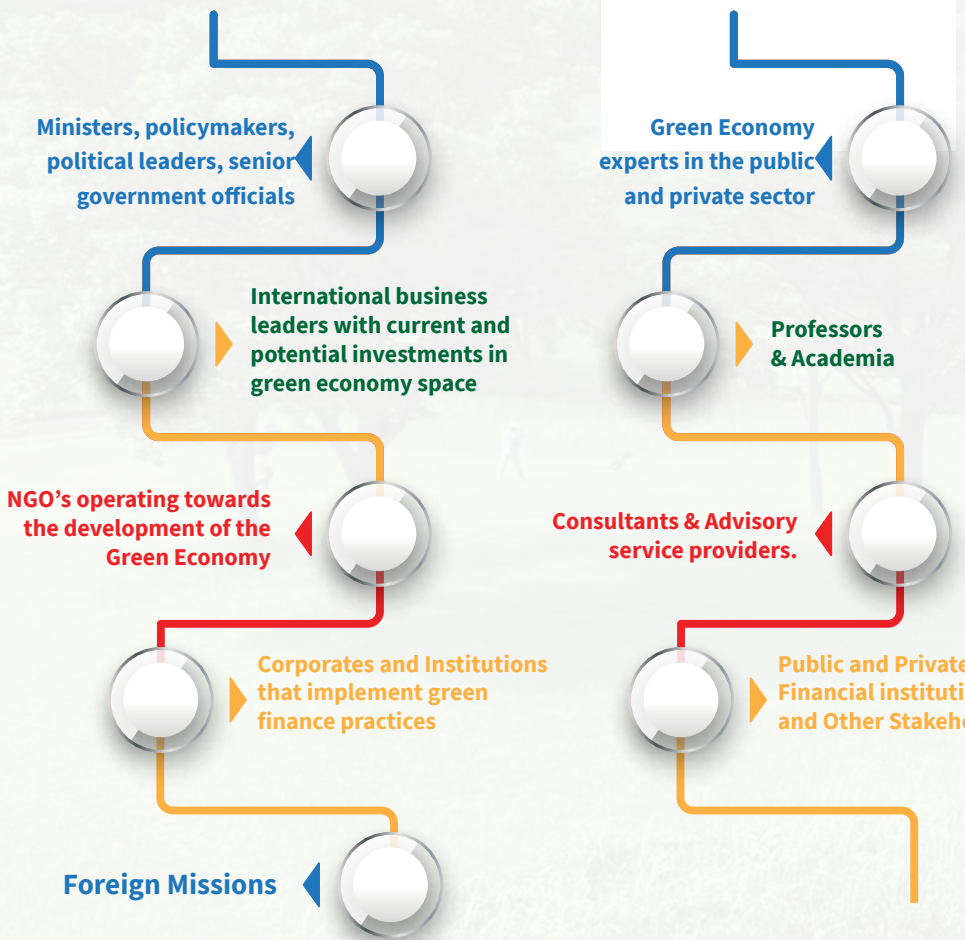 Ministers, policymakers,
political leaders, senior
government officials
International business
leaders with current and
potential investments in
green economy space
NGO’s operating towards
the development of the
Green Economy
Corporates and Institutions
that implement green
finance practices
Foreign Missions
Green Economy
experts in the public
and private sector
Professors
& Academia
Consultants & Advisory
service providers.
Public and Private
Financial
and Other